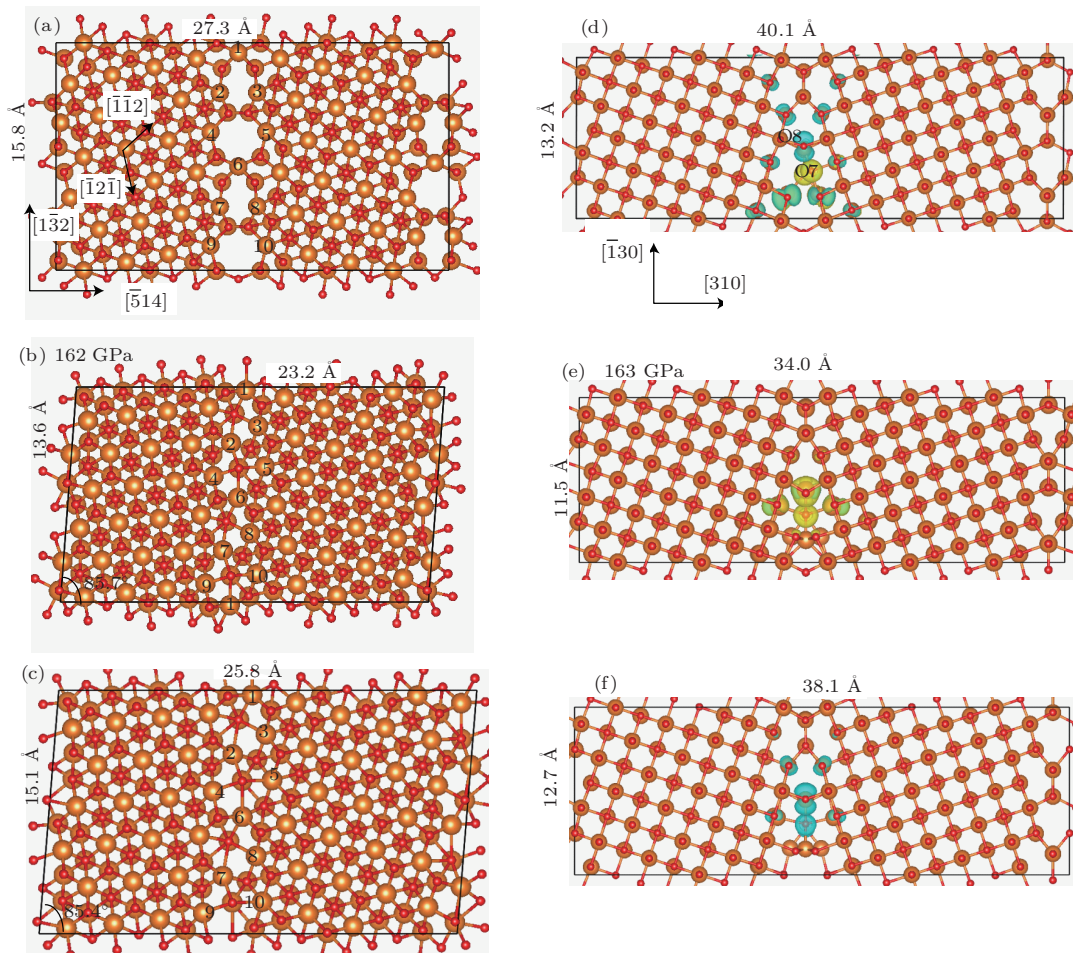 (a)
27.3 Å
15.8 Å
1
2
3
[1̄1̄2]
4
5
6
[1̄21̄]
7
8
[13̄2]
9
10
[5̄14]
(b) 162 GPa
23.2 Å
13.6 Å
1
3
2
5
4
6
8
7
85.7°
9
10
1
(c)
25.8 Å
15.1 Å
1
3
2
5
4
6
8
7
85.4°
9
10
(d)
40.1 Å
13.2 Å
O8
O7
[1̄30]
[310]
(e) 163 GPa
34.0 Å
11.5 Å
(f)
38.1 Å
12.7 Å